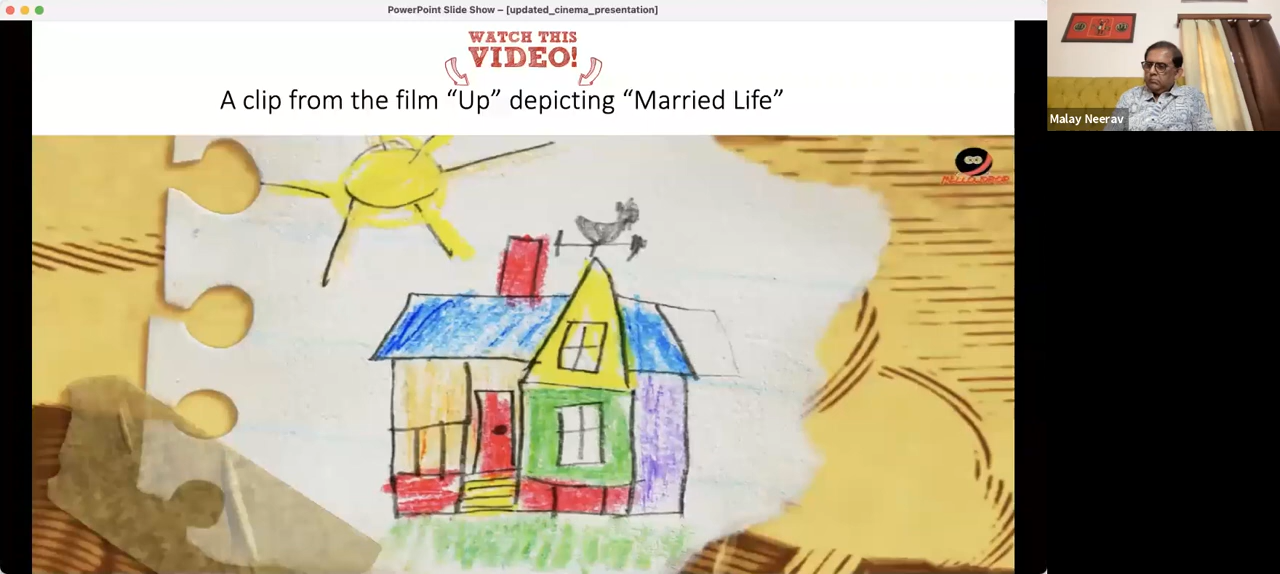 PowerPoint Slide Show – [updated_cinema_presentation]
WATCH THIS
VIDEO!
A clip from the film “Up” depicting “Married Life”
Malay Neerav